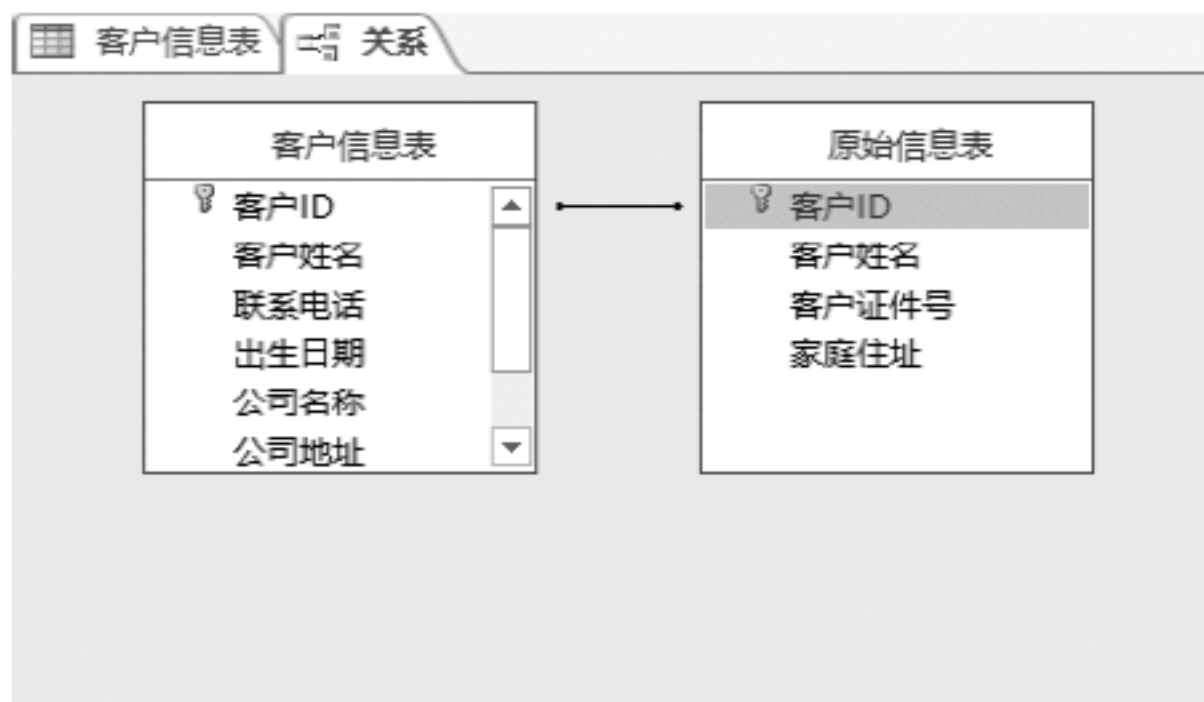 客户信息表 关系
客户信息表
客户ID
客户姓名
联系电话
出生日期
公司名称
公司地址
原始信息表
客户ID
客户姓名
客户证件号
家庭住址